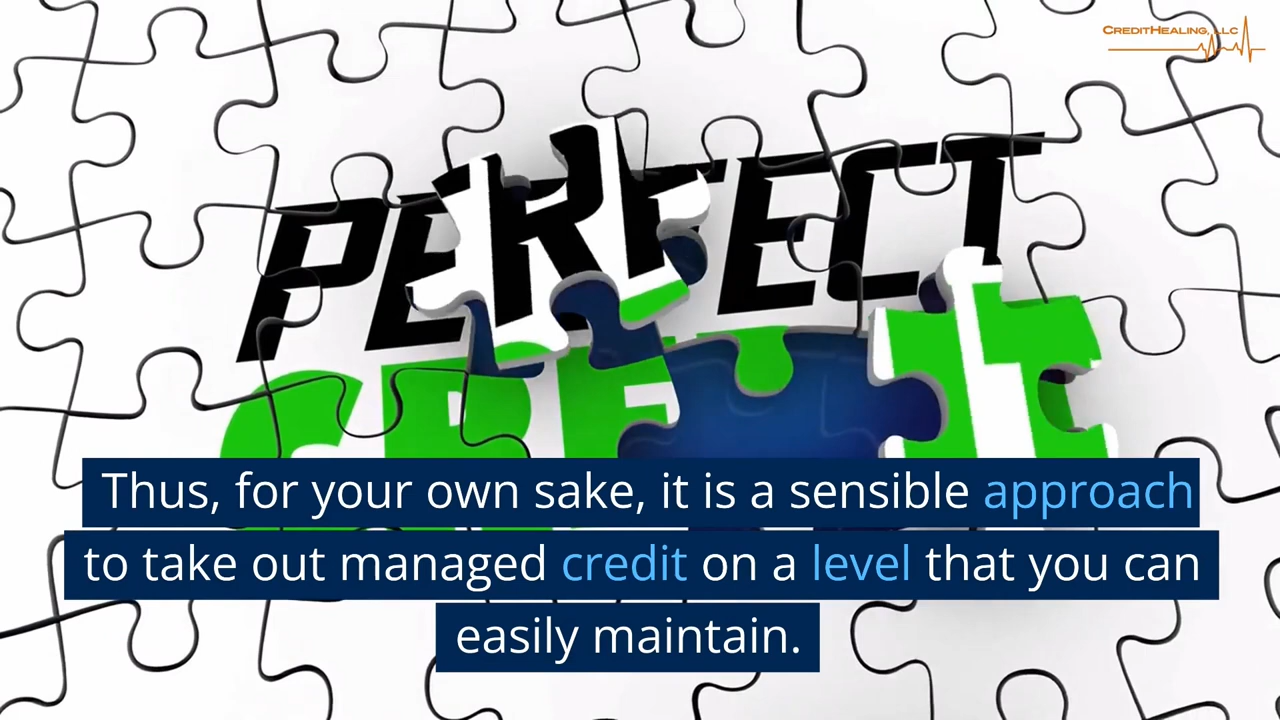 CREDITHEALING, LLC
PERFECT
CREDIT
Thus, for your own sake, it is a sensible approach
to take out managed credit on a level that you can
easily maintain.